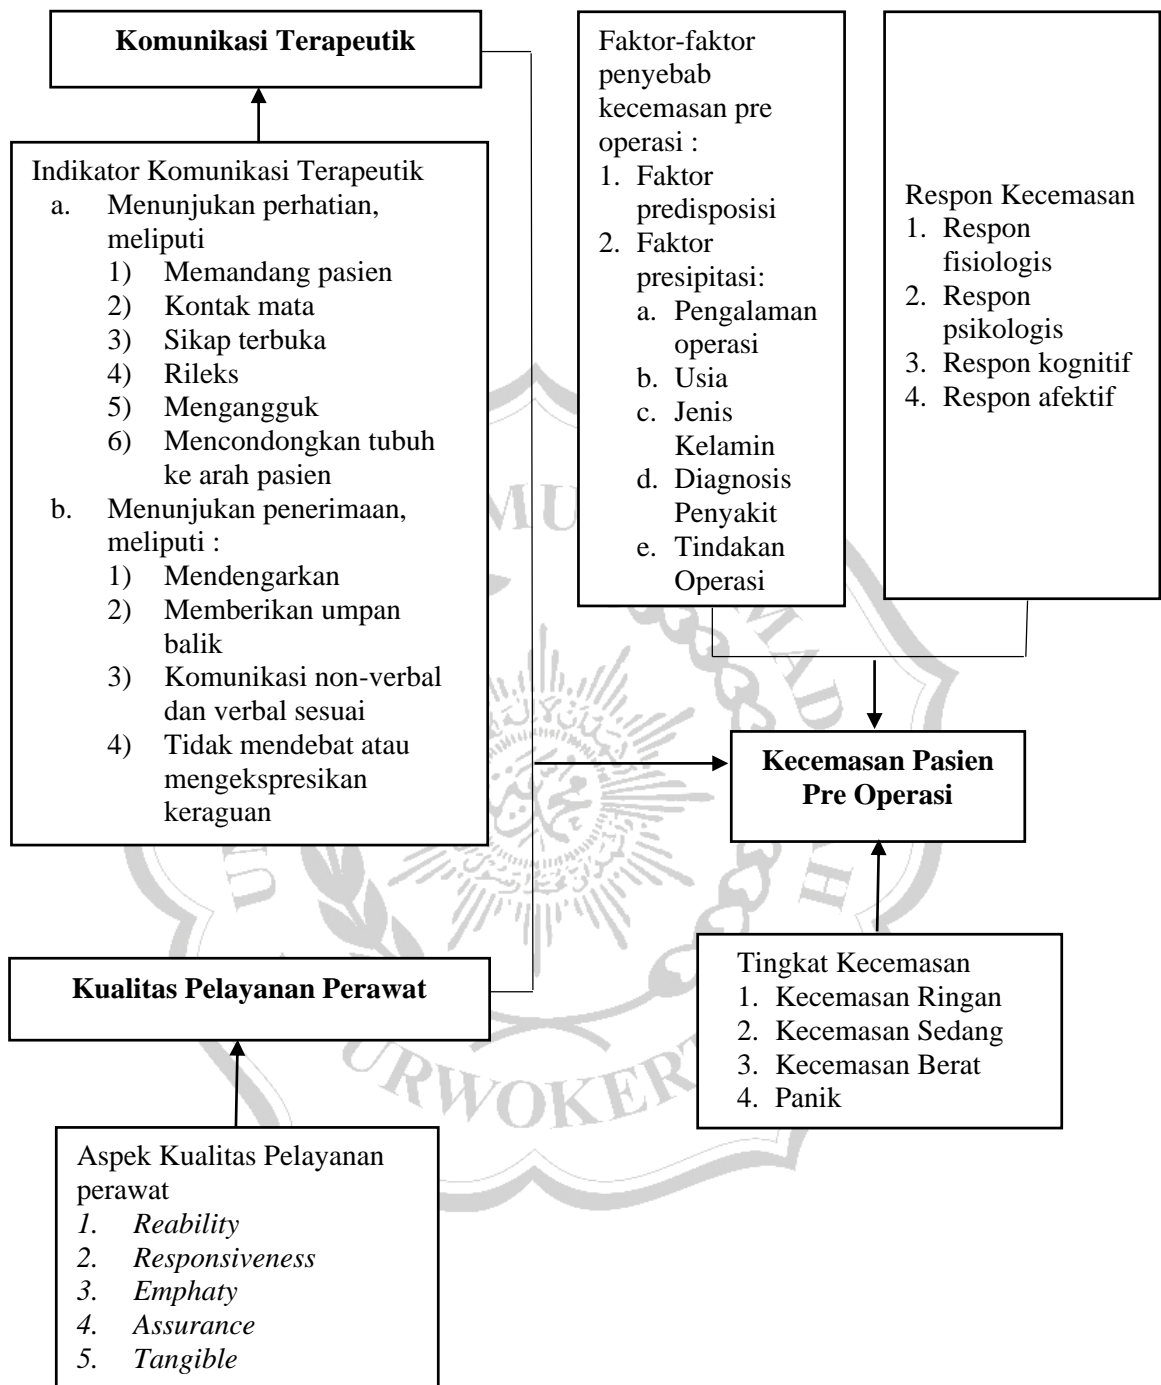 Komunikasi Terapeutik
Indikator Komunikasi Terapeutik
a. Menunjukan perhatian,
meliputi
1) Memandang pasien
2) Kontak mata
3) Sikap terbuka
4) Rileks
5) Mengangguk
6) Mencondongkan tubuh
ke arah pasien
b. Menunjukan penerimaan,
meliputi :
1) Mendengarkan
2) Memberikan umpan
balik
3) Komunikasi non-verbal
dan verbal sesuai
4) Tidak mendebat atau
mengekspresikan
keraguan
Kualitas Pelayanan Perawat
Aspek Kualitas Pelayanan
perawat
1. Reability
2. Responsiveness
3. Emphaty
4. Assurance
5. Tangible
Faktor-faktor
penyebab
kecemasan pre
operasi :
1. Faktor
predisposisi
2. Faktor
presipitasi:
a. Pengalaman
operasi
b. Usia
c. Jenis
Kelamin
d. Diagnosis
Penyakit
e. Tindakan
Operasi
Respon Kecemasan
1. Respon
fisiologis
2. Respon
psikologis
3. Respon kognitif
4. Respon afektif
Kecemasan Pasien
Pre Operasi
Tingkat Kecemasan
1. Kecemasan Ringan
2. Kecemasan Sedang
3. Kecemasan Berat
4. Panik